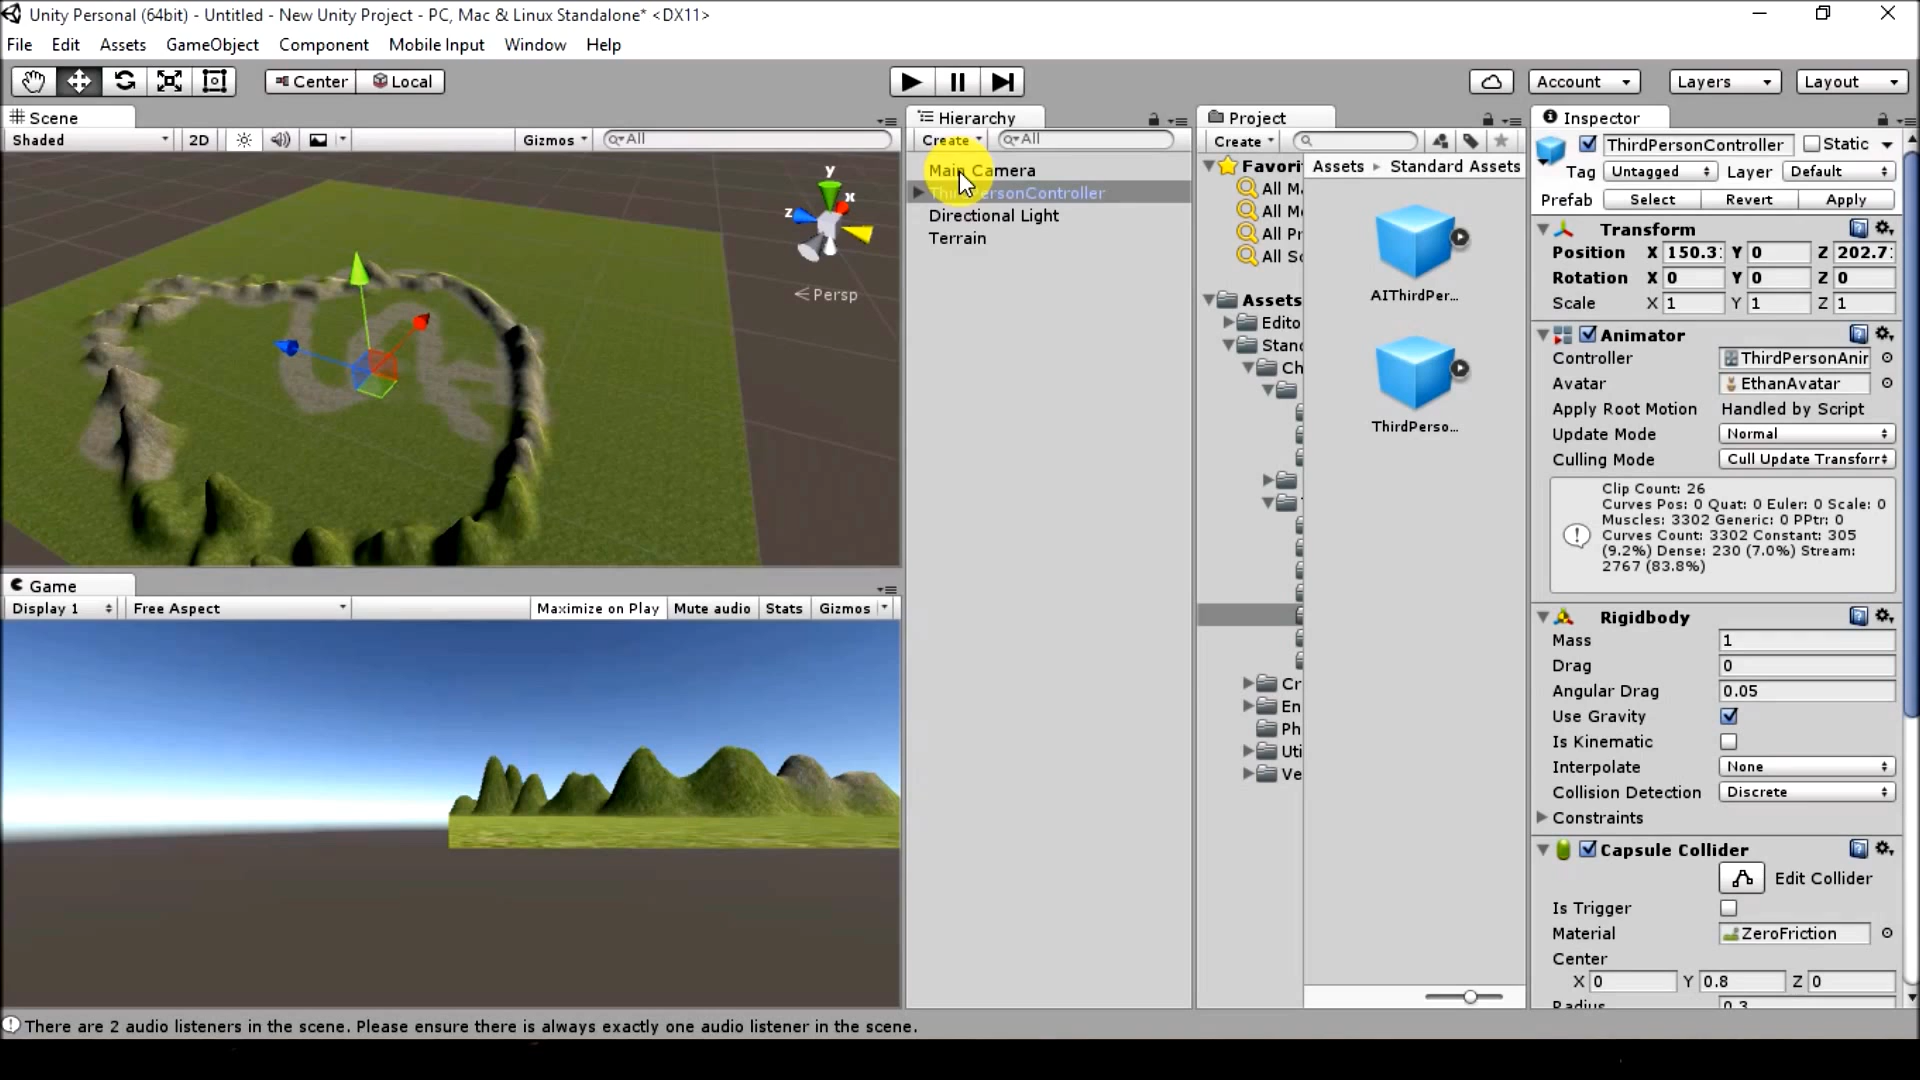 Unity Personal (64bit) - Untitled - New Unity Project - PC, Mac & Linux Standalone* <DX11>
File Edit Assets GameObject Component Mobile Input Window Help
Center Local Account Layers Layout
Scene
Shaded 2D Gizmos All
y
x
z
Persp
Game
Display 1 Free Aspect Maximize on Play Mute audio Stats Gizmos
Hierarchy
Create All
Main Camera
ThirdPersonController
Directional Light
Terrain
Project
Create
Favori
All M
All M
All Pr
All Sc
Assets
Edito
Stand
Ch
Cr
En
Ph
Uti
Ve
Assets Standard Assets
AIThirdPer...
ThirdPerso...
Inspector
ThirdPersonController Static
Tag Untagged Layer Default
Prefab Select Revert Apply
Transform
Position X 150.3 Y 0 Z 202.7
Rotation X 0 Y 0 Z 0
Scale X 1 Y 1 Z 1
Animator
Controller ThirdPersonAnir
Avatar EthanAvatar
Apply Root Motion Handled by Script
Update Mode Normal
Culling Mode Cull Update Transforr
Clip Count: 26
Curves Pos: 0 Quat: 0 Euler: 0 Scale: 0
Muscles: 3302 Generic: 0 PPtr: 0
Curves Count: 3302 Constant: 305
(9.2%) Dense: 230 (7.0%) Stream:
2767 (83.8%)
Rigidbody
Mass 1
Drag 0
Angular Drag 0.05
Use Gravity
Is Kinematic
Interpolate None
Collision Detection Discrete
Constraints
Capsule Collider
Edit Collider
Is Trigger
Material ZeroFriction
Center
X 0 Y 0.8 Z 0
Radius 0.3
There are 2 audio listeners in the scene. Please ensure there is always exactly one audio listener in the scene.